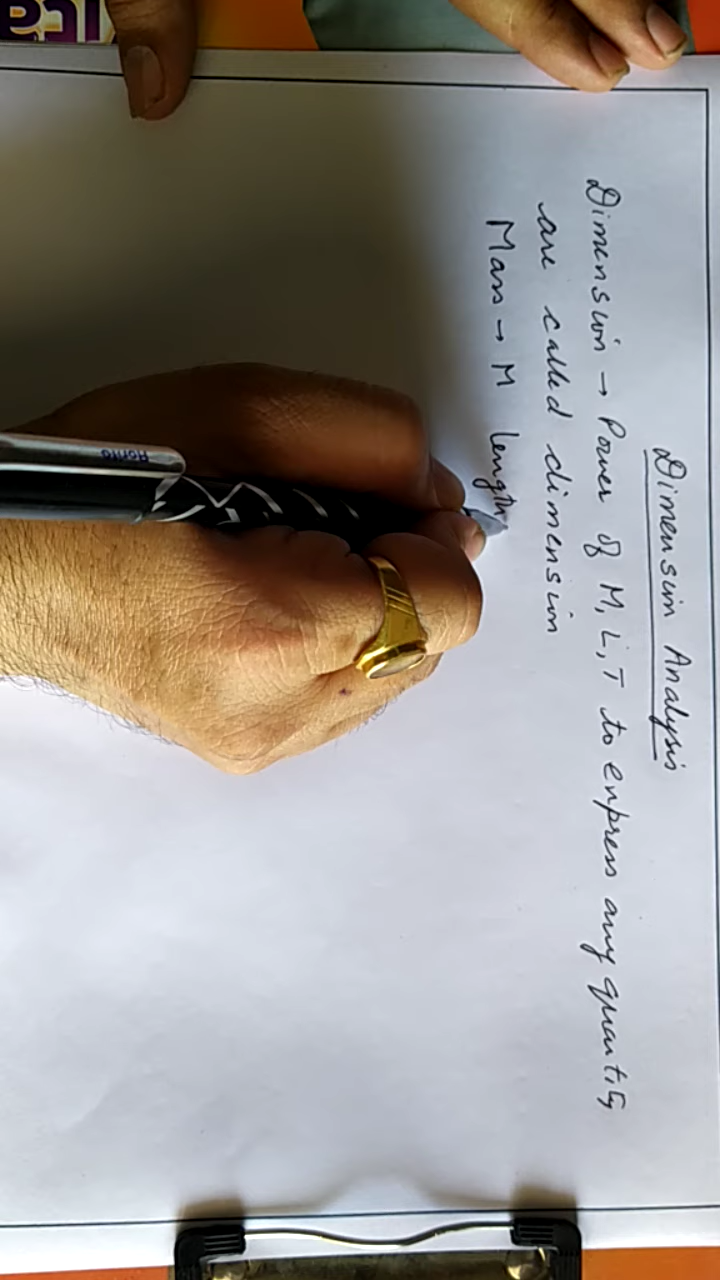 Dimension Analysis
Dimension → Power of M, L, T to express any quantity
are called dimension
Mass → M length